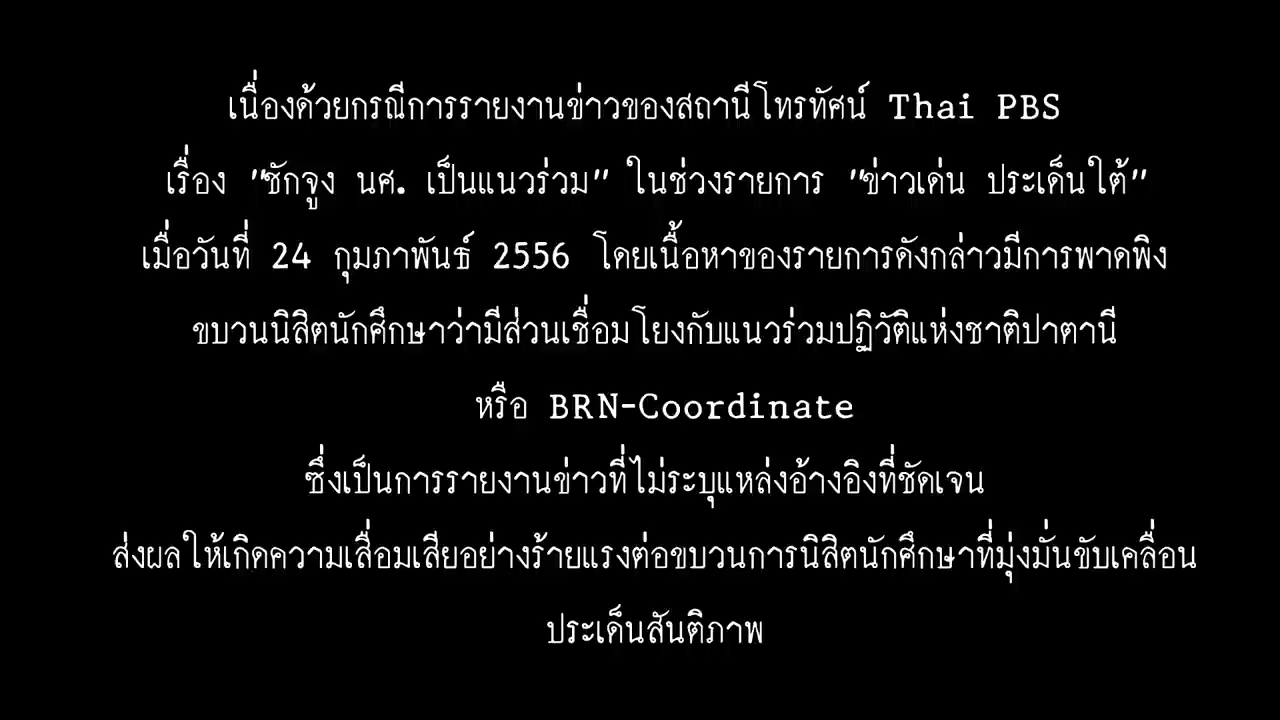 เนื่องด้วยกรณีการรายงานข่าวของสถานีโทรทัศน์ Thai PBS
เรื่อง "ชักจูง นศ. เป็นแนวร่วม" ในช่วงรายการ "ข่าวเด่น ประเด็นใต้"
เมื่อวันที่ 24 กุมภาพันธ์ 2556 โดยเนื้อหาของรายการดังกล่าวมีการพาดพิง
ขบวนนิสิตนักศึกษาว่ามีส่วนเชื่อมโยงกับแนวร่วมปฏิวัติแห่งชาติปาตานี
หรือ BRN-Coordinate
ซึ่งเป็นการรายงานข่าวที่ไม่ระบุแหล่งอ้างอิงที่ชัดเจน
ส่งผลให้เกิดความเสื่อมเสียอย่างร้ายแรงต่อขบวนการนิสิตนักศึกษาที่มุ่งมั่นขับเคลื่อน
ประเด็นสันติภาพ